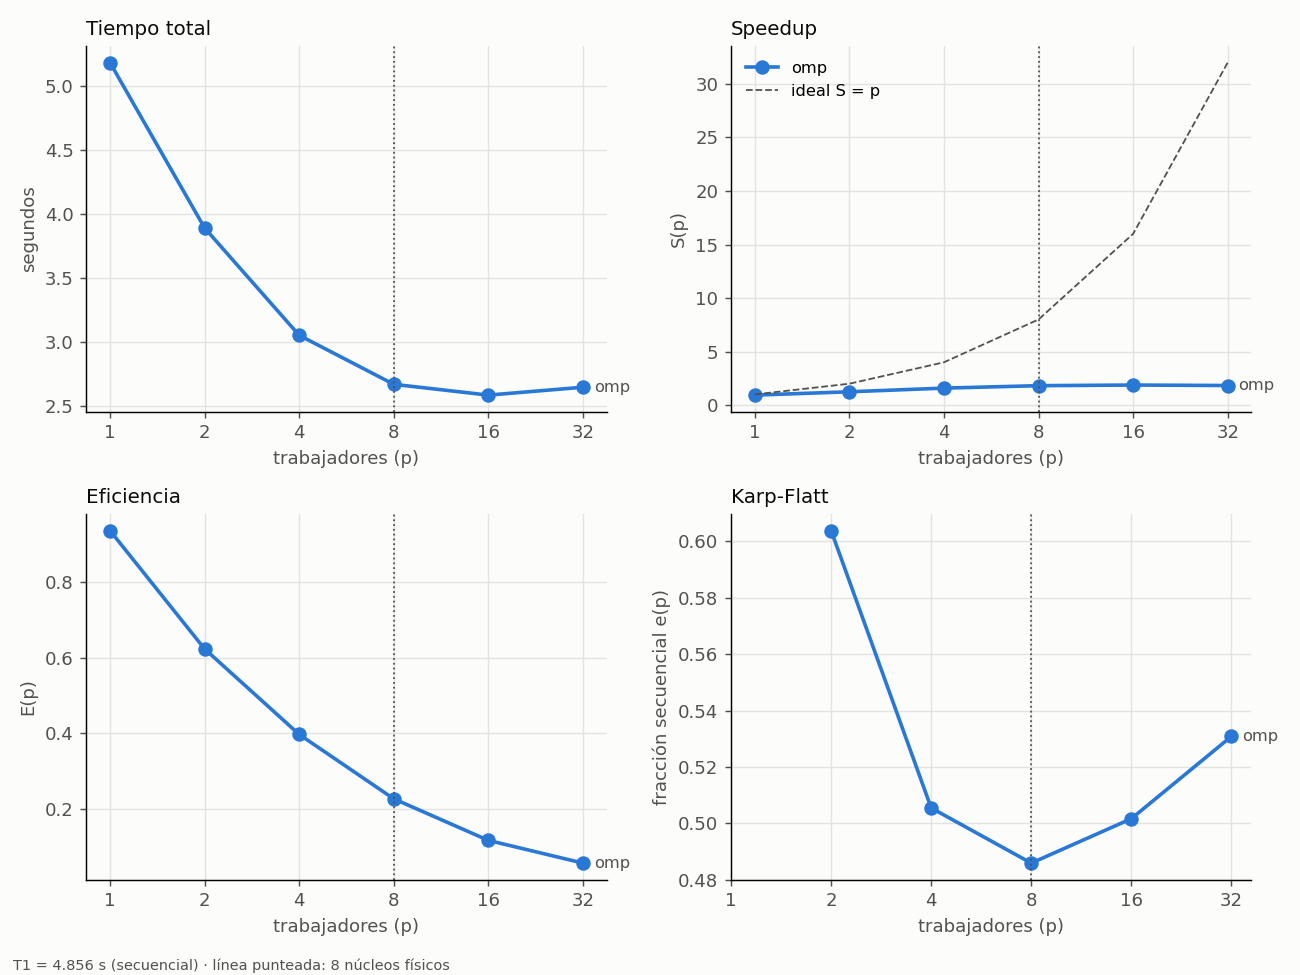 Tiempo total
5.0
4.5
4.0
3.5
3.0
2.5
segundos
1 2 4 8 16 32
trabajadores (p)
omp
Speedup
omp
ideal S = p
30
25
20
15
10
5
0
S(p)
1 2 4 8 16 32
trabajadores (p)
omp
Eficiencia
0.8
0.6
0.4
0.2
E(p)
1 2 4 8 16 32
trabajadores (p)
omp
Karp-Flatt
0.60
0.58
0.56
0.54
0.52
0.50
0.48
fracción secuencial e(p)
1 2 4 8 16 32
trabajadores (p)
omp
T1 = 4.856 s (secuencial) · línea punteada: 8 núcleos físicos